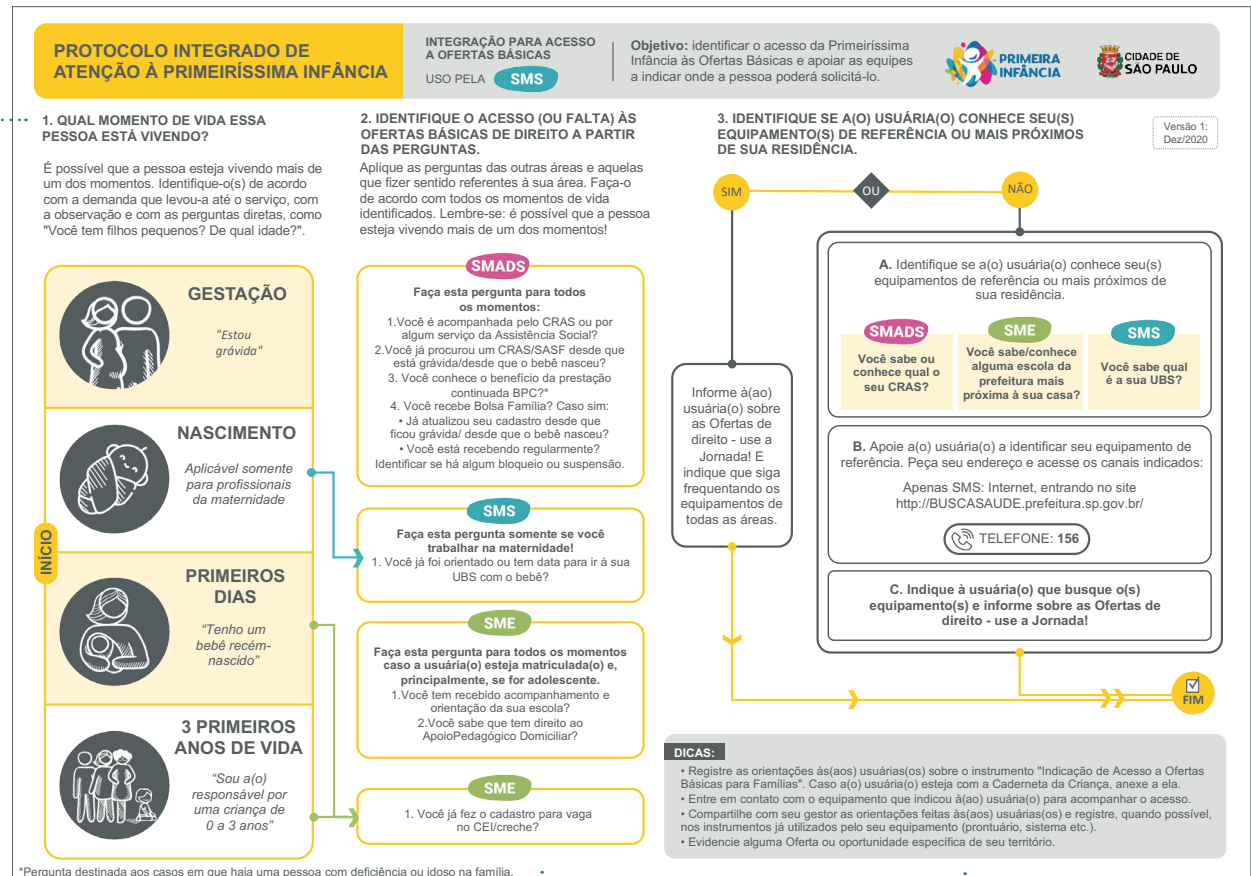 PROTOCOLO INTEGRADO DE
ATENÇÃO À PRIMEIRÍSSIMA INFÂNCIA
INTEGRAÇÃO PARA ACESSO
A OFERTAS BÁSICAS
USO PELA SMS
Objetivo: identificar o acesso da Primeiríssima
Infância às Ofertas Básicas e apoiar as equipes
a indicar onde a pessoa poderá solicitá-lo.
PRIMEIRA
INFÂNCIA
CIDADE DE
SÃO PAULO
1. QUAL MOMENTO DE VIDA ESSA
PESSOA ESTÁ VIVENDO?
É possível que a pessoa esteja vivendo mais de
um dos momentos. Identifique-o(s) de acordo
com a demanda que levou-a até o serviço, com
a observação e com as perguntas diretas, como
"Você tem filhos pequenos? De qual idade?".
INÍCIO
GESTAÇÃO
"Estou
grávida"
NASCIMENTO
Aplicável somente
para profissionais
da maternidade
PRIMEIROS
DIAS
“Tenho um
bebê recém-
nascido”
3 PRIMEIROS
ANOS DE VIDA
“Sou a(o)
responsável por
uma criança de
0 a 3 anos”
2. IDENTIFIQUE O ACESSO (OU FALTA) ÀS
OFERTAS BÁSICAS DE DIREITO A PARTIR
DAS PERGUNTAS.
Aplique as perguntas das outras áreas e aquelas
que fizer sentido referentes à sua área. Faça-o
de acordo com todos os momentos de vida
identificados. Lembre-se: é possível que a pessoa
esteja vivendo mais de um dos momentos!
SMADS
Faça esta pergunta para todos
os momentos:
1.Você é acompanhada pelo CRAS ou por
algum serviço da Assistência Social?
2.Você já procurou um CRAS/SASF desde que
está grávida/desde que o bebê nasceu?
3. Você conhece o benefício da prestação
continuada BPC?*
4. Você recebe Bolsa Família? Caso sim:
• Já atualizou seu cadastro desde que
ficou grávida/ desde que o bebê nasceu?
• Você está recebendo regularmente?
Identificar se há algum bloqueio ou suspensão.
SMS
Faça esta pergunta somente se você
trabalhar na maternidade!
1. Você já foi orientado ou tem data para ir à sua
UBS com o bebê?
SME
Faça esta pergunta para todos os momentos
caso a usuária(o) esteja matriculada(o) e,
principalmente, se for adolescente.
1.Você tem recebido acompanhamento e
orientação da sua escola?
2.Você sabe que tem direito ao
ApoioPedagógico Domiciliar?
SME
1. Você já fez o cadastro para vaga
no CEI/creche?
3. IDENTIFIQUE SE A(O) USUÁRIA(O) CONHECE SEU(S)
EQUIPAMENTO(S) DE REFERÊNCIA OU MAIS PRÓXIMOS
DE SUA RESIDÊNCIA.
Versão 1:
Dez/2020
SIM
OU
NÃO
Informe à(ao)
usuária(o) sobre
as Ofertas de
direito - use a
Jornada! E
indique que siga
frequentando os
equipamentos de
todas as áreas.
A. Identifique se a(o) usuária(o) conhece seu(s)
equipamentos de referência ou mais próximos de
sua residência.
SMADS
Você sabe ou
conhece qual o
seu CRAS?
SME
Você sabe/conhece
alguma escola da
prefeitura mais
próxima à sua casa?
SMS
Você sabe qual
é a sua UBS?
B. Apoie a(o) usuária(o) a identificar seu equipamento de
referência. Peça seu endereço e acesse os canais indicados:
Apenas SMS: Internet, entrando no site
http://BUSCASAUDE.prefeitura.sp.gov.br/
TELEFONE: 156
C. Indique à usuária(o) que busque o(s)
equipamento(s) e informe sobre as Ofertas de
direito - use a Jornada!
FIM
DICAS:
• Registre as orientações às(aos) usuárias(os) sobre o instrumento "Indicação de Acesso a Ofertas
Básicas para Famílias". Caso a(o) usuária(o) esteja com a Caderneta da Criança, anexe a ela.
• Entre em contato com o equipamento que indicou à(ao) usuária(o) para acompanhar o acesso.
• Compartilhe com seu gestor as orientações feitas às(aos) usuárias(os) e registre, quando possível,
nos instrumentos já utilizados pelo seu equipamento (prontuário, sistema etc.).
• Evidencie alguma Oferta ou oportunidade específica de seu território.
*Pergunta destinada aos casos em que haja uma pessoa com deficiência ou idoso na família.